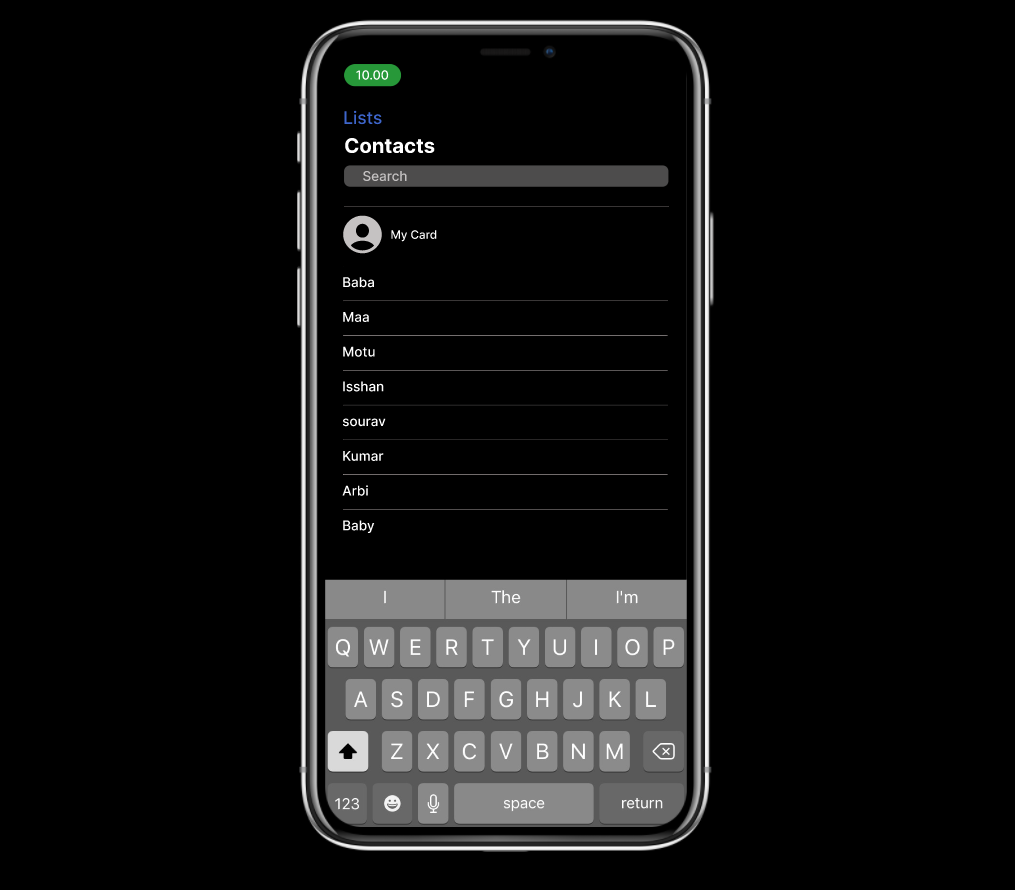 10.00
Lists
Contacts
Search
My Card
Baba
Maa
Motu
Isshan
sourav
Kumar
Arbi
Baby
I The I'm
Q W E R T Y U I O P
A S D F G H J K L
Z X C V B N M
123 space return